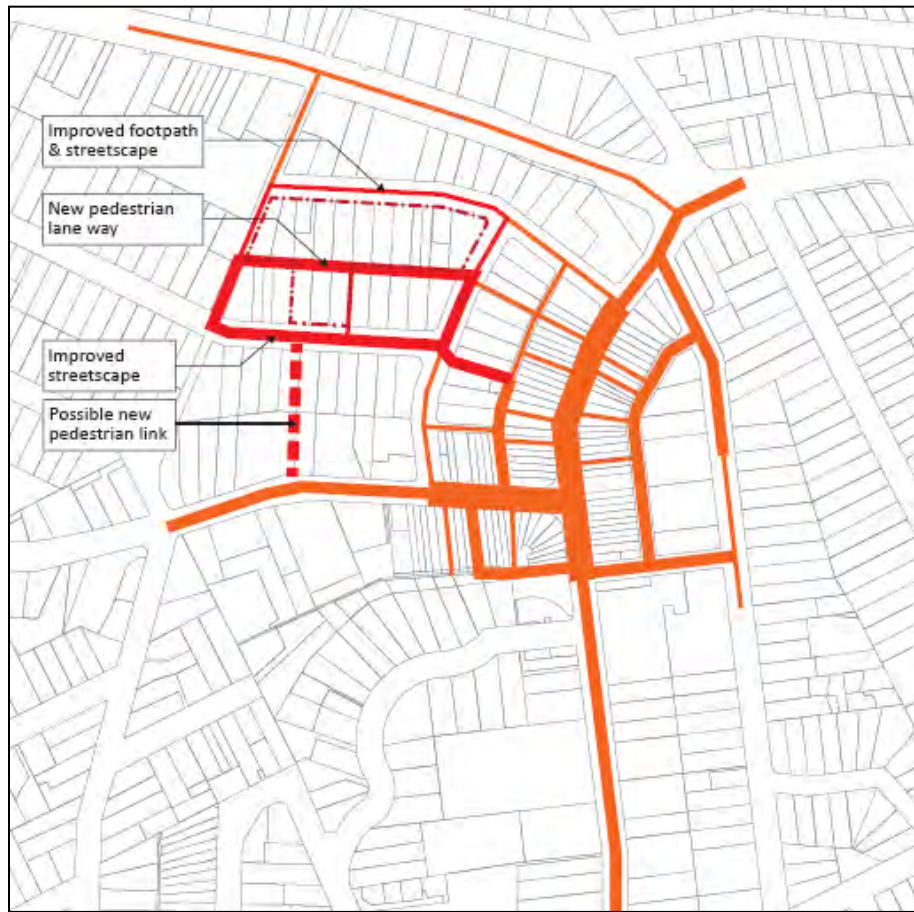 Improved footpath
& streetscape
New pedestrian
lane way
Improved
streetscape
Possible new
pedestrian link